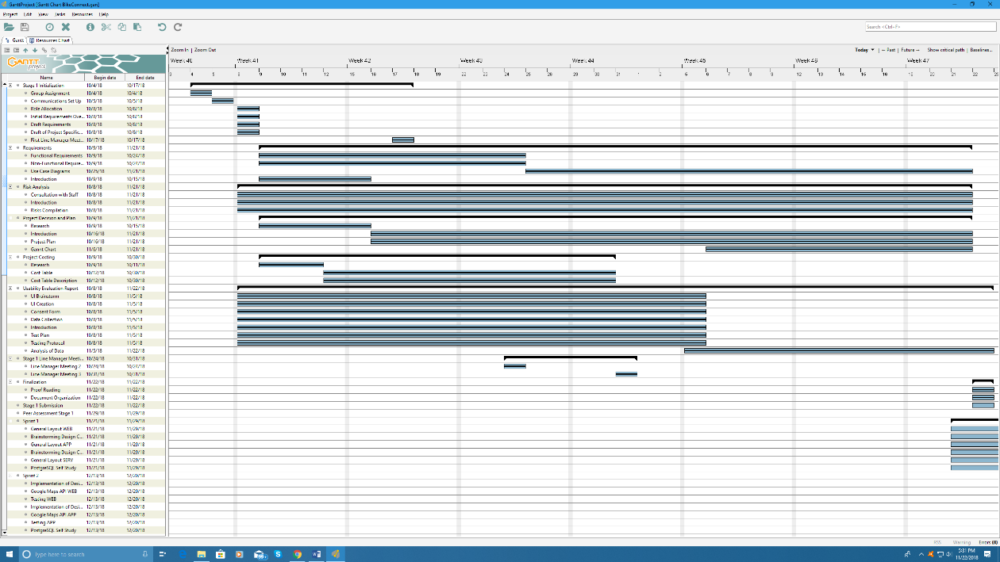 GanttProject [Gantt Chart BikeConnect.gan]
Project Edit View Tasks Resources Help
Search <Ctrl+F>
Gantt Resources Chart
Zoom In | Zoom Out
Today | ← Past | Future → Show critical path | Baselines...
GANTT project
Week 40 Week 41 Week 42 Week 43 Week 44 Week 45 Week 46 Week 47
3 4 5 8 9 10 11 12 15 16 17 18 19 22 23 24 25 26 29 30 31 1 2 5 6 7 8 9 12 13 14 15 16 19 20 21 22 23
Name Begin date End date
Stage 1 Initialization 10/4/18 10/17/18
Group Assignment 10/4/18 10/4/18
Communications Set Up 10/5/18 10/5/18
Role Allocation 10/8/18 10/8/18
Initial Requirements Ove... 10/8/18 10/8/18
Draft Requirements 10/8/18 10/8/18
Draft of Project Specific... 10/8/18 10/8/18
First Line Manager Meet... 10/17/18 10/17/18
Requirements 10/9/18 11/21/18
Functional Requirements 10/9/18 10/24/18
Non-Functional Require... 10/9/18 10/24/18
Use Case Diagrams 10/25/18 11/21/18
Introduction 10/9/18 10/15/18
Risk Analysis 10/8/18 11/21/18
Consultation with Staff 10/8/18 11/21/18
Introduction 10/8/18 11/21/18
Risks Compilation 10/8/18 11/21/18
Project Decision and Plan 10/9/18 11/21/18
Research 10/9/18 10/15/18
Introduction 10/16/18 11/21/18
Project Plan 10/16/18 11/21/18
Gannt Chart 11/6/18 11/21/18
Project Costing 10/9/18 10/30/18
Research 10/9/18 10/11/18
Cost Table 10/12/18 10/30/18
Cost Table Description 10/12/18 10/30/18
Usability Evaluation Report 10/8/18 11/22/18
UI Brainstorm 10/8/18 11/5/18
UI Creation 10/8/18 11/5/18
Consent Form 10/8/18 11/5/18
Data Collection 10/8/18 11/5/18
Introduction 10/8/18 11/5/18
Test Plan 10/8/18 11/5/18
Testing Protocol 10/8/18 11/5/18
Analysis of Data 11/5/18 11/22/18
Stage 1 Line Manager Meeti... 10/24/18 10/31/18
Line Manager Meeting 2 10/24/18 10/24/18
Line Manager Meeting 3 10/31/18 10/31/18
Finalization 11/22/18 11/22/18
Proof Reading 11/22/18 11/22/18
Document Organization 11/22/18 11/22/18
Stage 1 Submission 11/22/18 11/22/18
Peer Assessment Stage 1 11/29/18 11/29/18
Sprint 1 11/21/18 11/29/18
General Layout WEB 11/21/18 11/29/18
Brainstorming Design C... 11/21/18 11/29/18
General Layout APP 11/21/18 11/29/18
Brainstorming Design C... 11/21/18 11/29/18
General Layout SERV 11/21/18 11/29/18
PostgreSQL Self Study 11/21/18 11/29/18
Sprint 2 12/13/18 12/20/18
Implementation of Desi... 12/13/18 12/20/18
Google Maps API WEB 12/13/18 12/20/18
Testing WEB 12/13/18 12/20/18
Implementation of Desi... 12/13/18 12/20/18
Google Maps API APP 12/13/18 12/20/18
Testing APP 12/13/18 12/20/18
PostgreSQL Self Study 12/13/18 12/20/18
RSS Warning Errors (8)
Type here to search
5:31 PM
11/22/2018